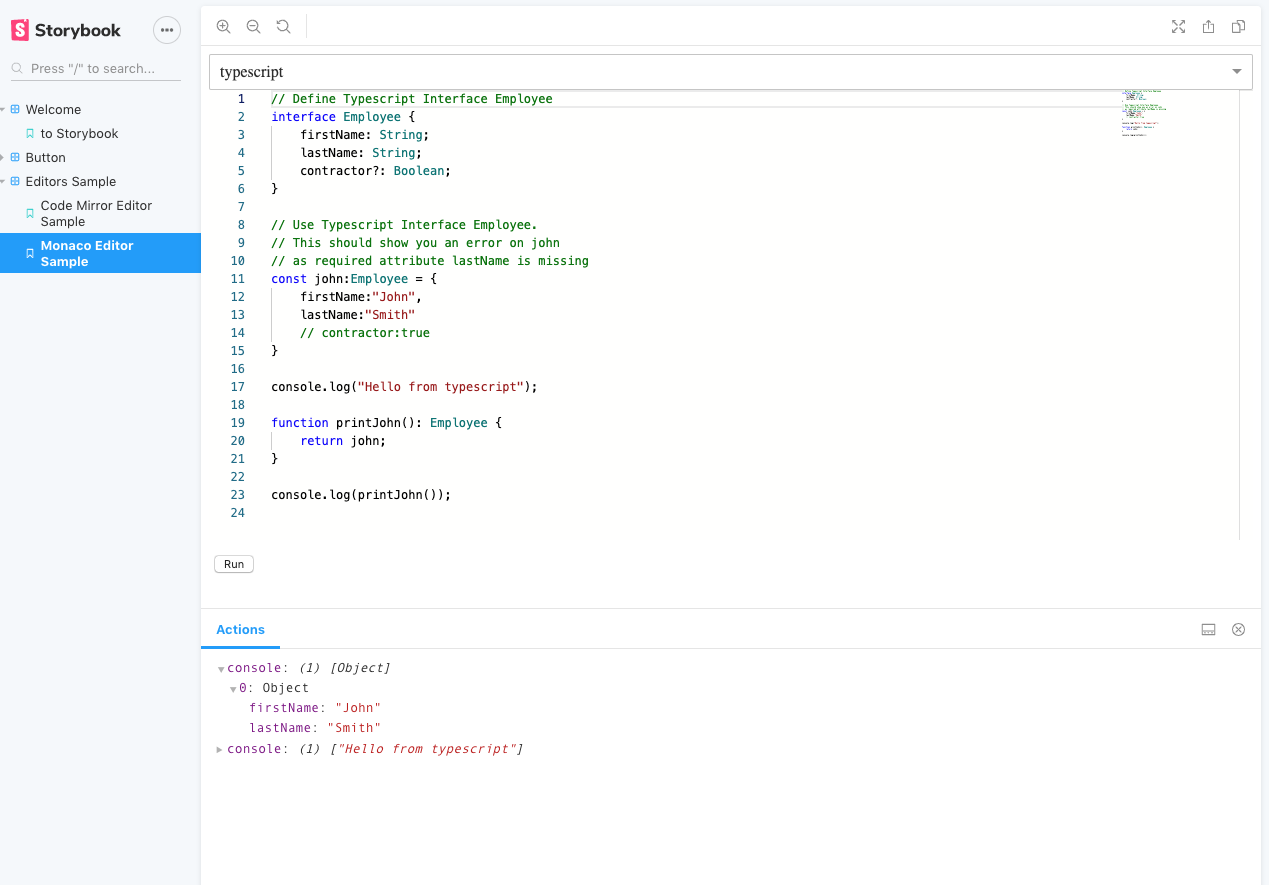 Storybook
Press "/" to search...
Welcome
to Storybook
Button
Editors Sample
Code Mirror Editor
Sample
Monaco Editor
Sample
typescript
1 // Define Typescript Interface Employee
2 interface Employee {
3     firstName: String;
4     lastName: String;
5     contractor?: Boolean;
6 }
7
8 // Use Typescript Interface Employee.
9 // This should show you an error on john
10 // as required attribute lastName is missing
11 const john:Employee = {
12     firstName:"John",
13     lastName:"Smith"
14     // contractor:true
15 }
16
17 console.log("Hello from typescript");
18
19 function printJohn(): Employee {
20     return john;
21 }
22
23 console.log(printJohn());
24
Run
Actions
console: (1) [Object]
0: Object
firstName: "John"
lastName: "Smith"
console: (1) ["Hello from typescript"]